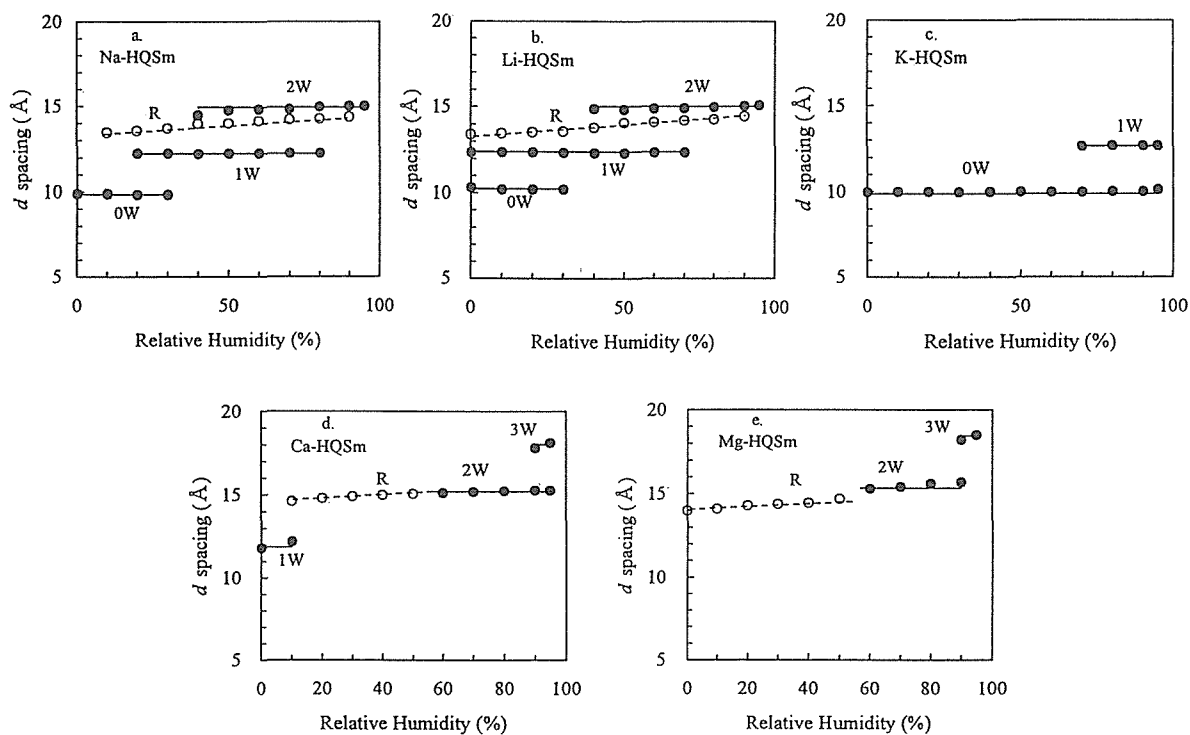 a.
Na-HQSm
2W
R
1W
0W
20
15
10
5
0
50
100
d spacing (Å)
Relative Humidity (%)
b.
Li-HQSm
2W
R
1W
0W
20
15
10
5
0
50
100
d spacing (Å)
Relative Humidity (%)
c.
K-HQSm
1W
0W
20
15
10
5
0
50
100
d spacing (Å)
Relative Humidity (%)
d.
Ca-HQSm
3W
2W
R
1W
20
15
10
5
0 20 40 60 80 100
d spacing (Å)
Relative Humidity (%)
e.
Mg-HQSm
3W
2W
R
20
15
10
5
0 20 40 60 80 100
d spacing (Å)
Relative Humidity (%)